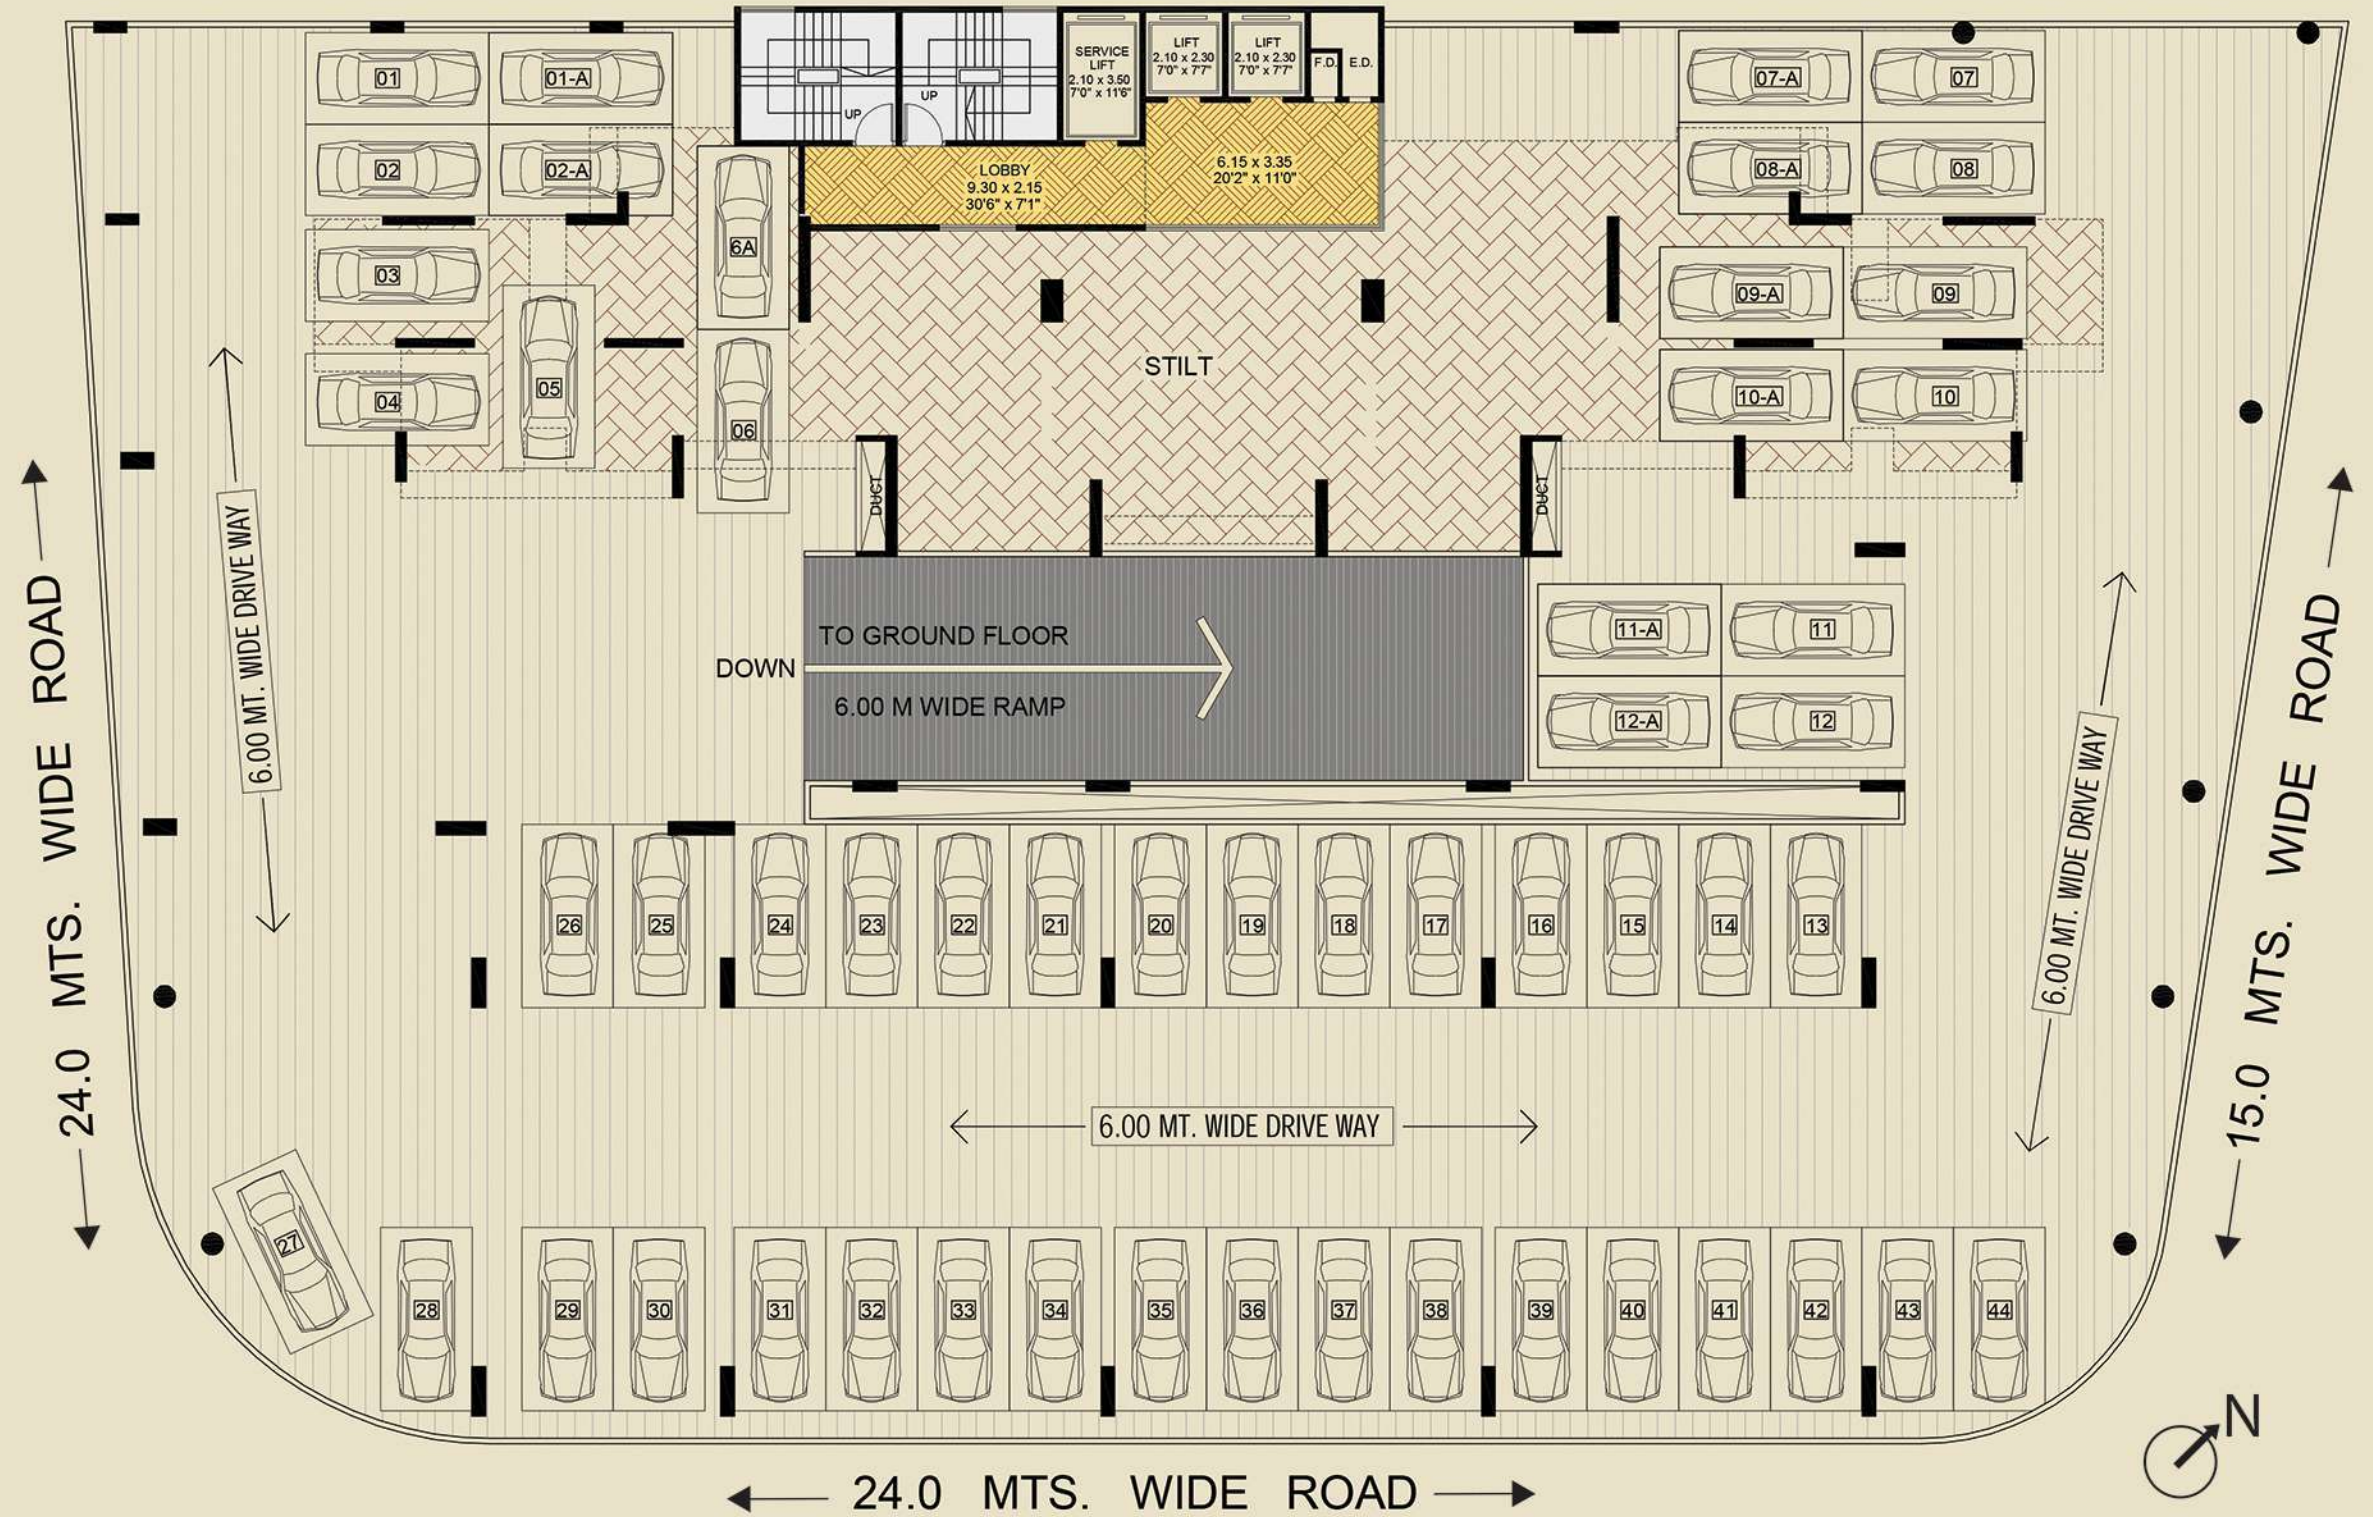 01
01-A
02
02-A
03
04
05
6A
06
UP
UP
SERVICE
LIFT
2.10 x 3.50
7'0" x 11'6"
LIFT
2.10 x 2.30
7'0" x 7'7"
LIFT
2.10 x 2.30
7'0" x 7'7"
F.D.
E.D.
LOBBY
9.30 x 2.15
30'6" x 7'1"
6.15 x 3.35
20'2" x 11'0"
STILT
07-A
07
08-A
08
09-A
09
10-A
10
DUCT
DUCT
TO GROUND FLOOR
DOWN
6.00 M WIDE RAMP
11-A
11
12-A
12
6.00 MT. WIDE DRIVE WAY
24.0 MTS. WIDE ROAD
6.00 MT. WIDE DRIVE WAY
15.0 MTS. WIDE ROAD
26
25
24
23
22
21
20
19
18
17
16
15
14
13
6.00 MT. WIDE DRIVE WAY
27
28
29
30
31
32
33
34
35
36
37
38
39
40
41
42
43
44
N
24.0 MTS. WIDE ROAD